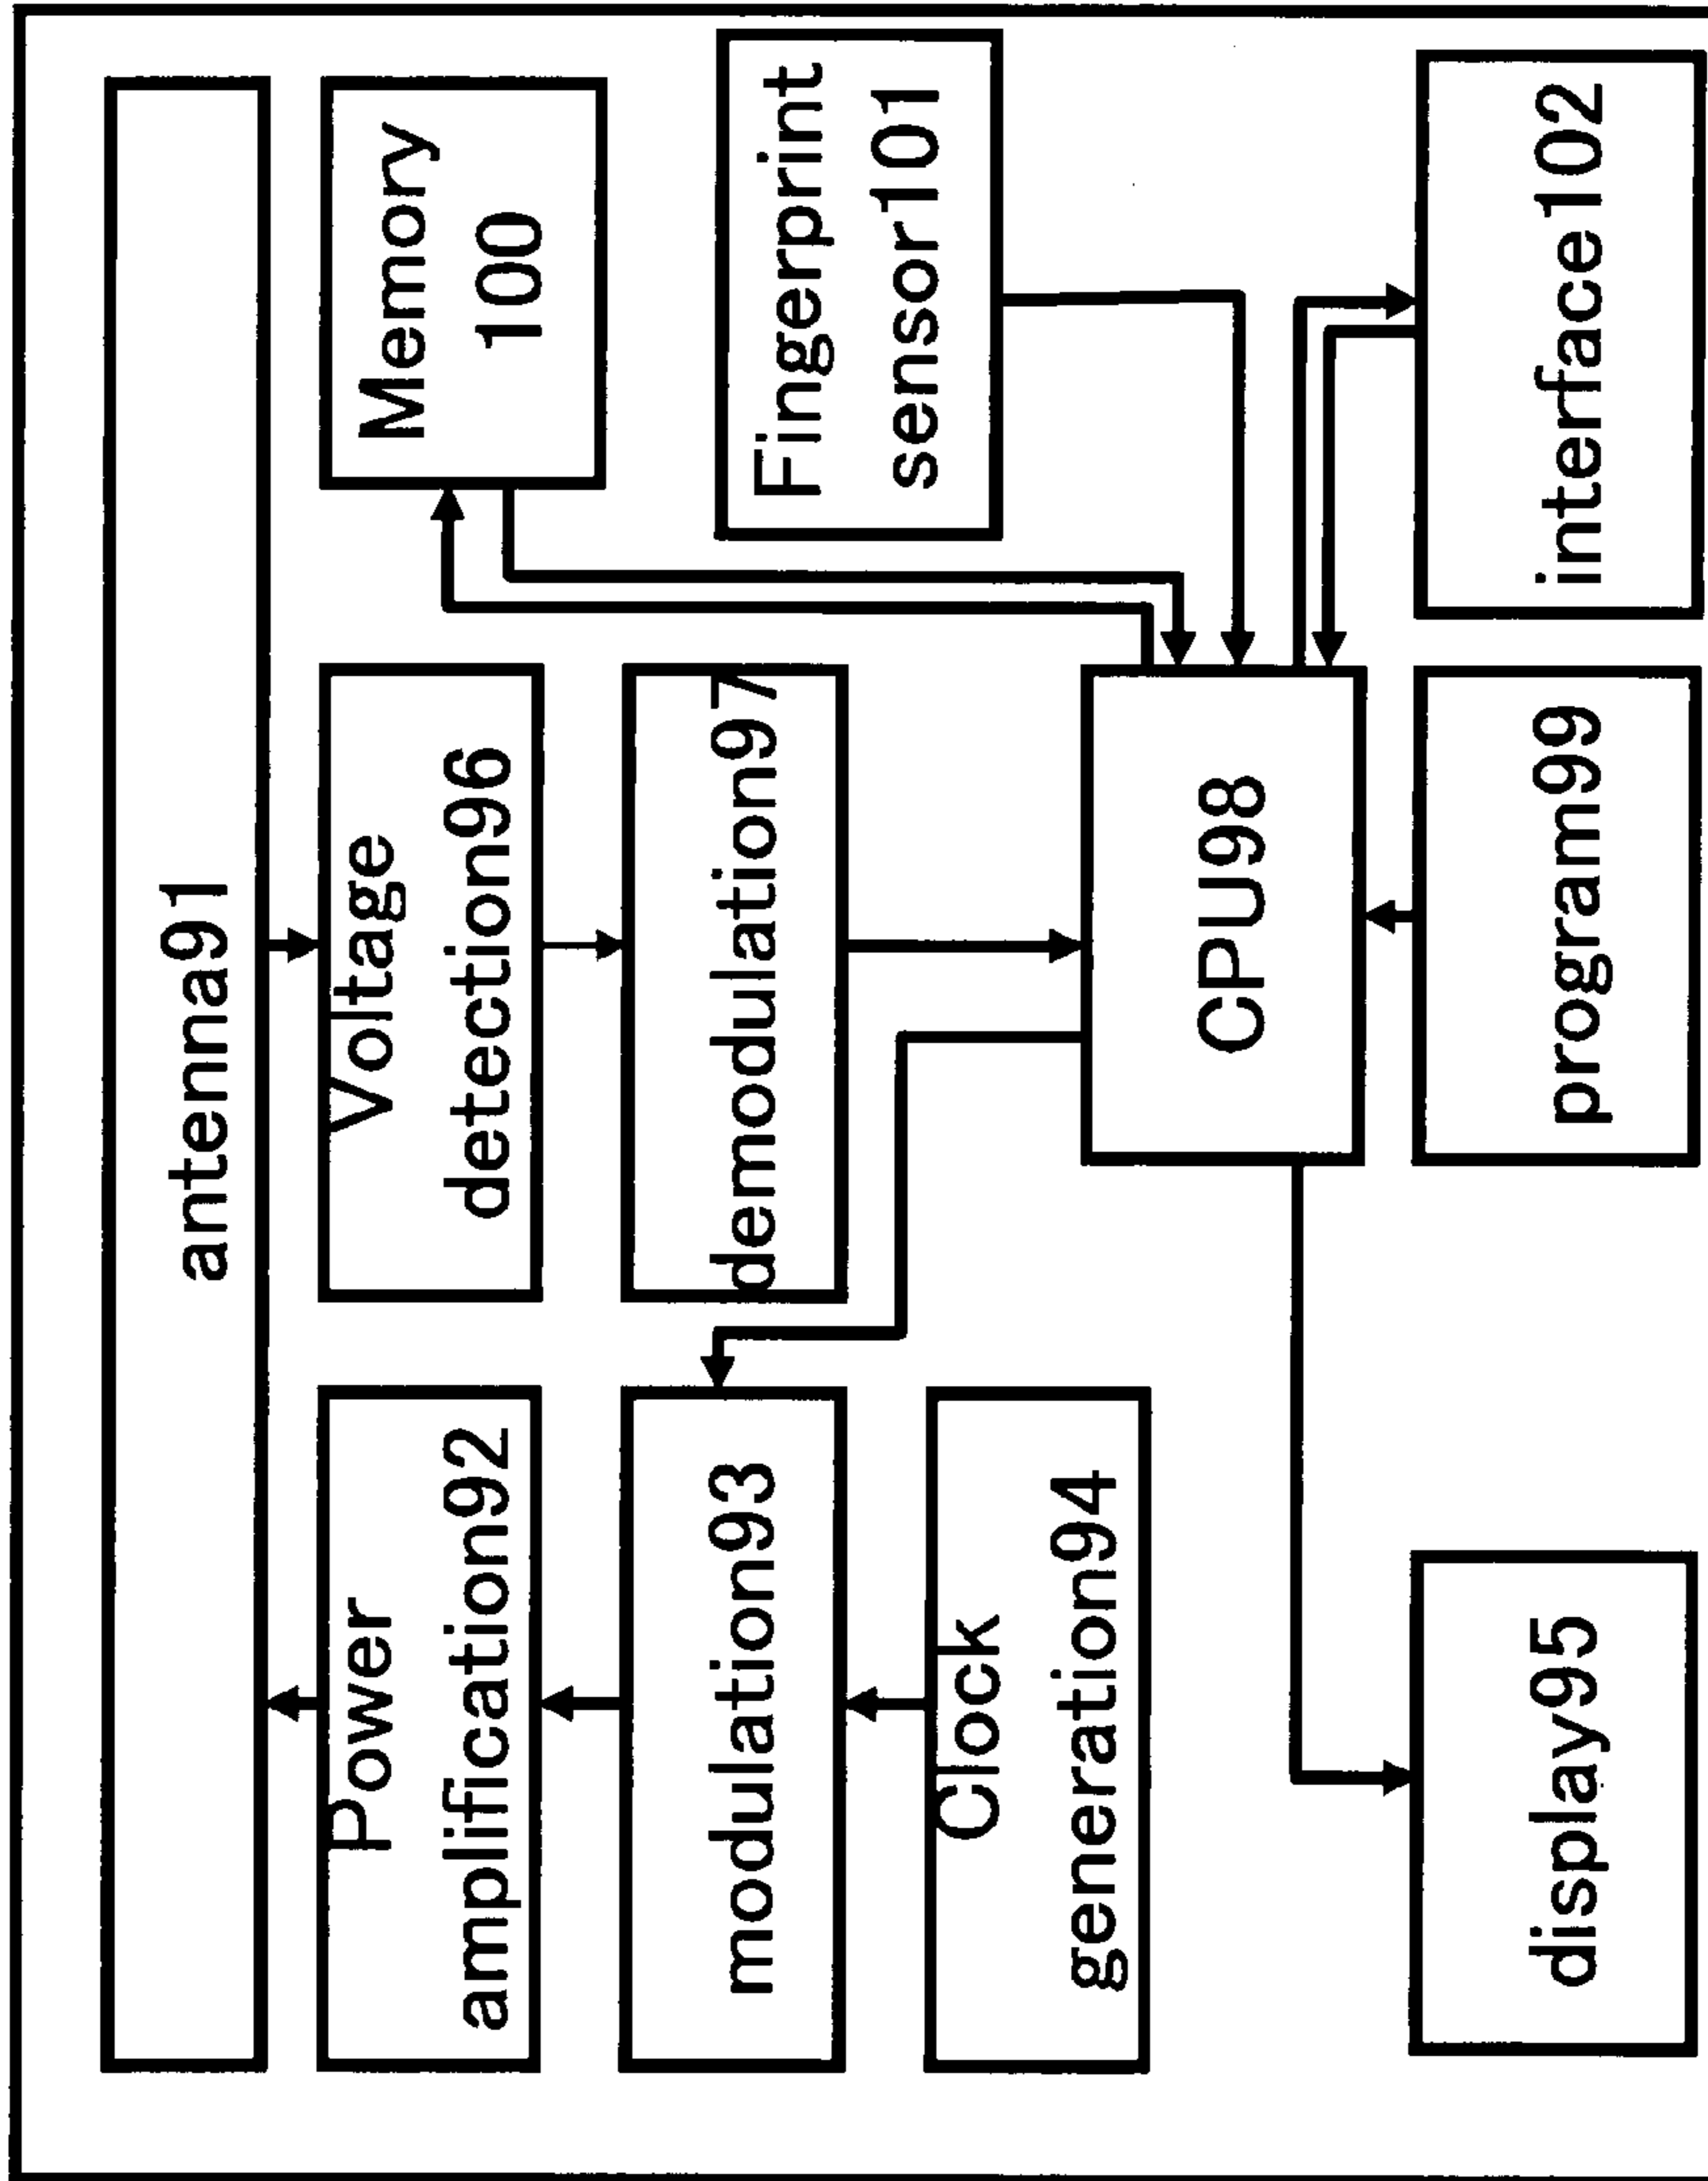 antenna91
Power
amplification92
Voltage
detection96
Memory
100
modulation93
demodulation97
Fingerprint
sensor101
Clock
generation94
CPU98
display95
program99
interface102